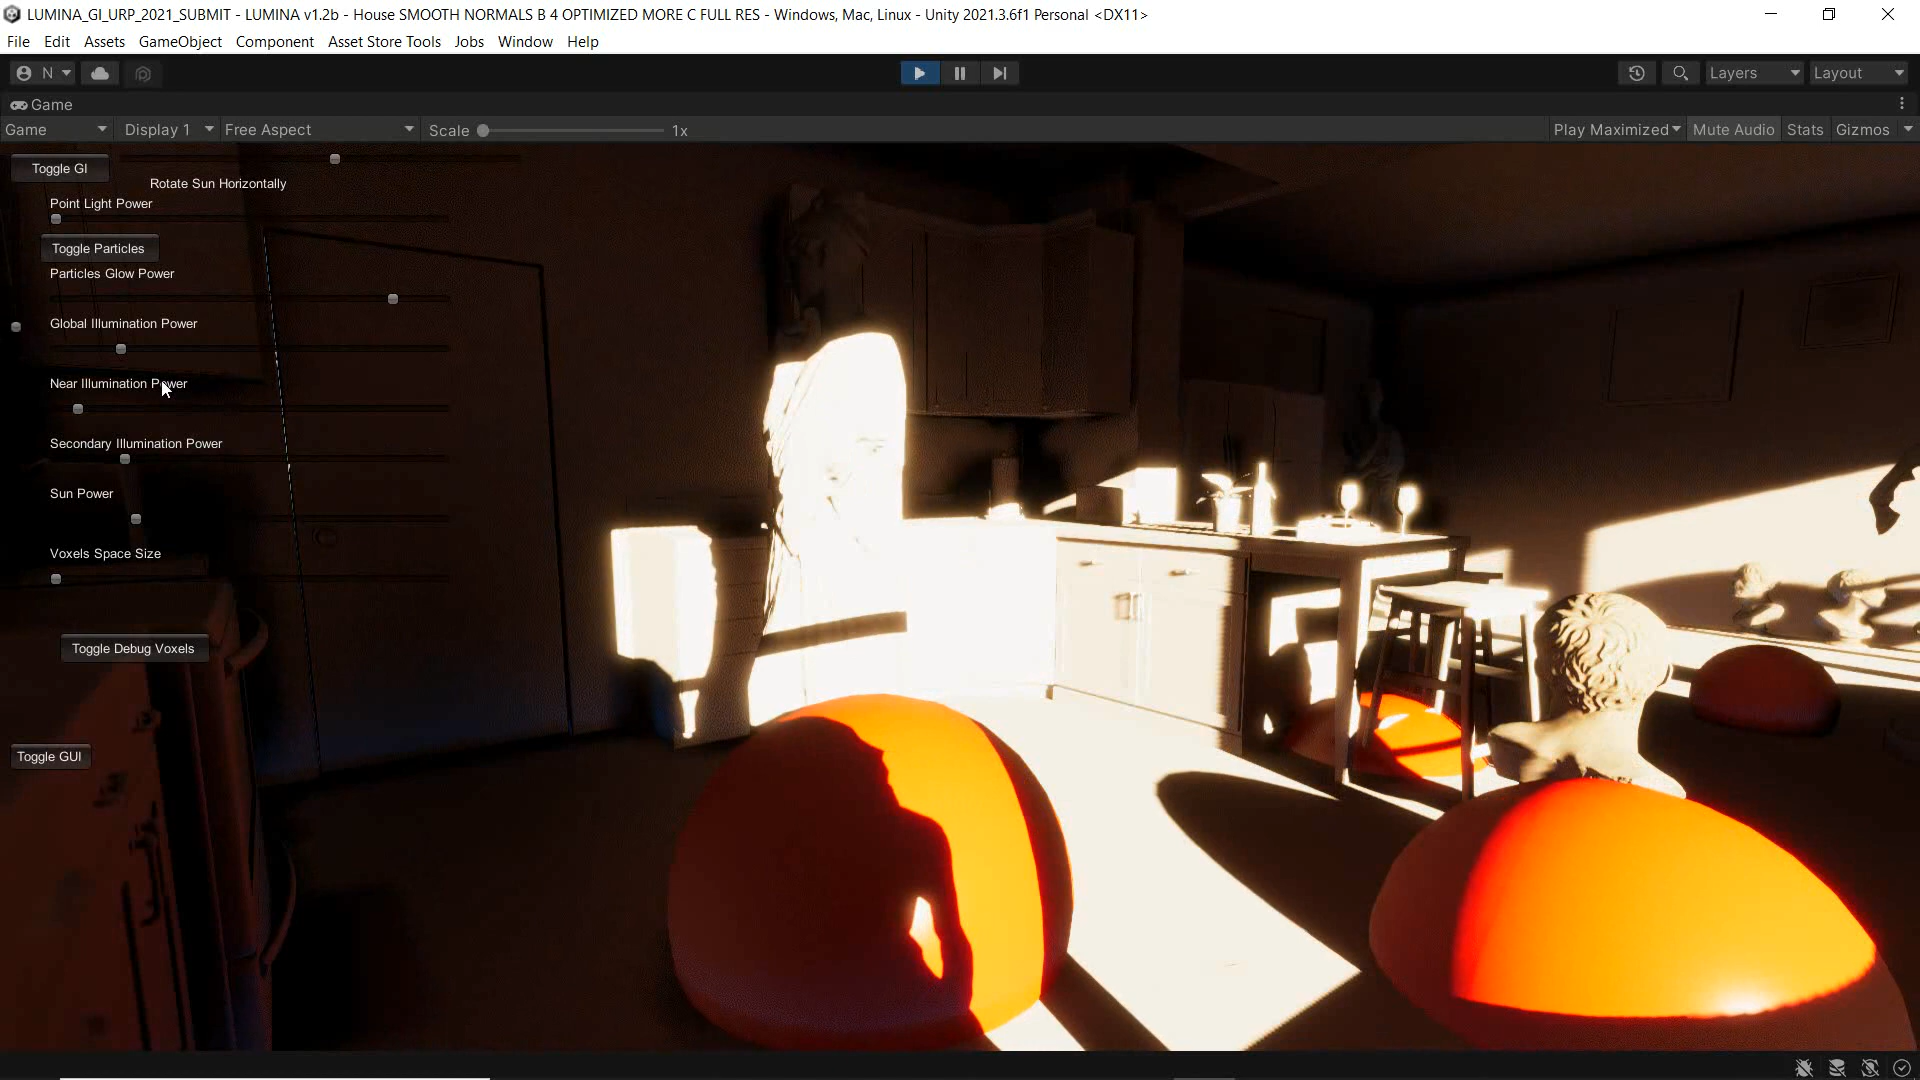 LUMINA_GI_URP_2021_SUBMIT - LUMINA v1.2b - House SMOOTH NORMALS B 4 OPTIMIZED MORE C FULL RES - Windows, Mac, Linux - Unity 2021.3.6f1 Personal <DX11>
File Edit Assets GameObject Component Asset Store Tools Jobs Window Help
N Layers Layout
Game
Game Display 1 Free Aspect Scale 1x Play Maximized Mute Audio Stats Gizmos
Toggle GI
Rotate Sun Horizontally
Point Light Power
Toggle Particles
Particles Glow Power
Global Illumination Power
Near Illumination Power
Secondary Illumination Power
Sun Power
Voxels Space Size
Toggle Debug Voxels
Toggle GUI